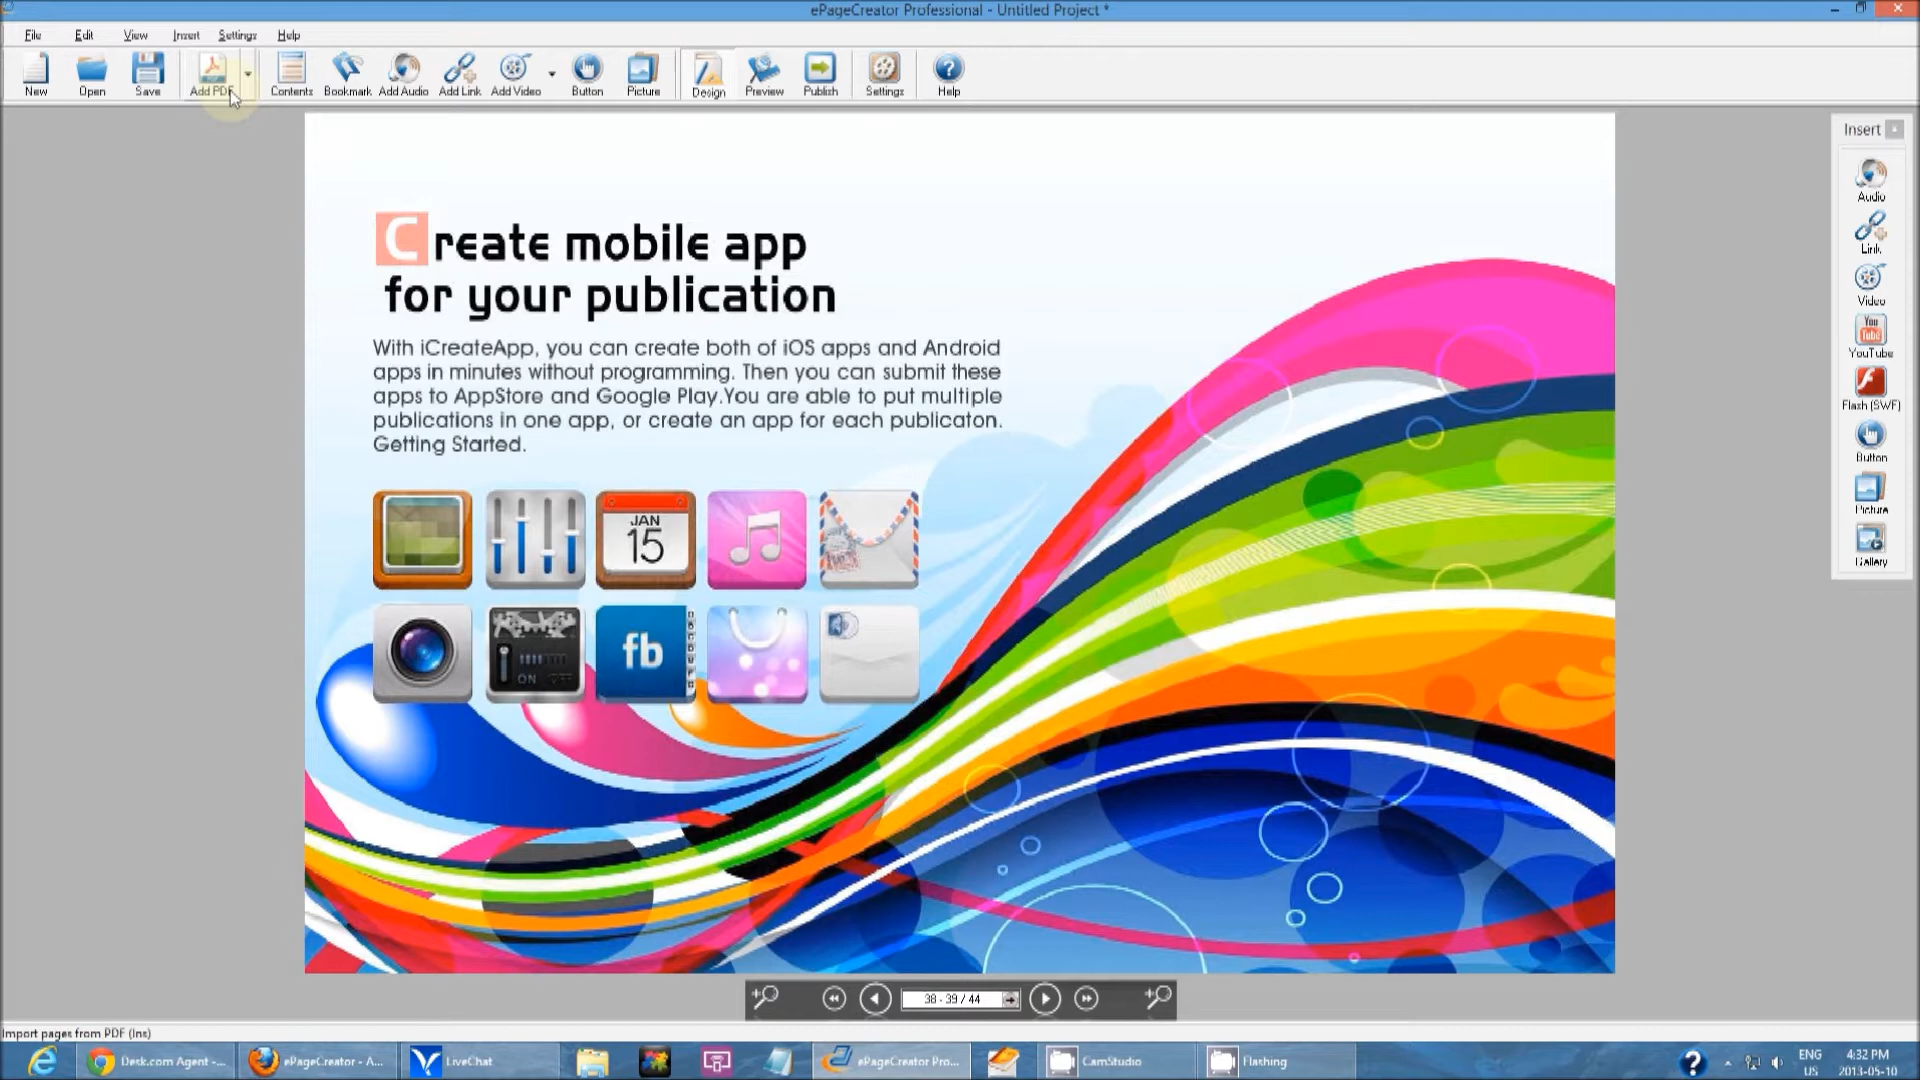 ePageCreator Professional - Untitled Project *
File Edit View Insert Settings Help
New Open Save Add PDF Contents Bookmark Add Audio Add Link Add Video Button Picture Design Preview Publish Settings Help
Create mobile app
for your publication
With iCreateApp, you can create both of iOS apps and Android
apps in minutes without programming. Then you can submit these
apps to AppStore and Google Play.You are able to put multiple
publications in one app, or create an app for each publicaton.
Getting Started.
JAN
15
fb
ON OFF
Insert
Audio
Link
Video
You
Tube
YouTube
Flash (SWF)
Button
Picture
Gallery
38 - 39 / 44
Import pages from PDF (Ins)
Desk.com Agent -...
ePageCreator - A...
LiveChat
ePageCreator Pro...
CamStudio
Flashing
ENG
US
4:32 PM
2013-05-10